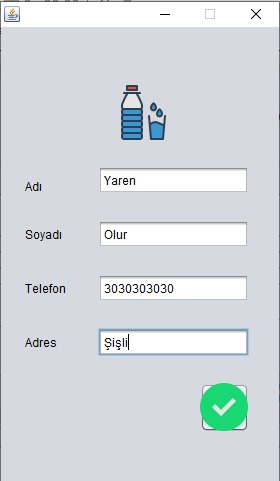 Adı Yaren
Soyadı Olur
Telefon 3030303030
Adres Şişli